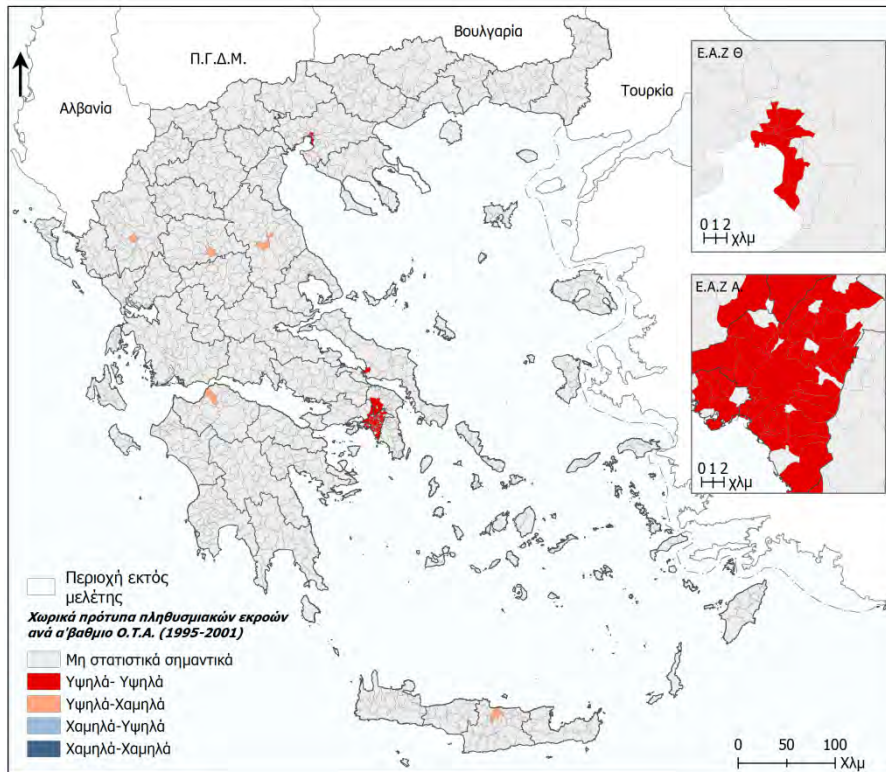 Βουλγαρία
Π.Γ.Δ.Μ.
Αλβανία
Τουρκία
Ε.Α.Ζ Θ
0 1 2
χλμ
Ε.Α.Ζ Α
0 1 2
χλμ
Περιοχή εκτός
μελέτης
Χωρικά πρότυπα πληθυσμιακών εκροών
ανά α'βαθμιο Ο.Τ.Α. (1995-2001)
Μη στατιστικά σημαντικά
Υψηλά- Υψηλά
Υψηλά-Χαμηλά
Χαμηλά-Υψηλά
Χαμηλά-Χαμηλά
0 50 100
Χλμ